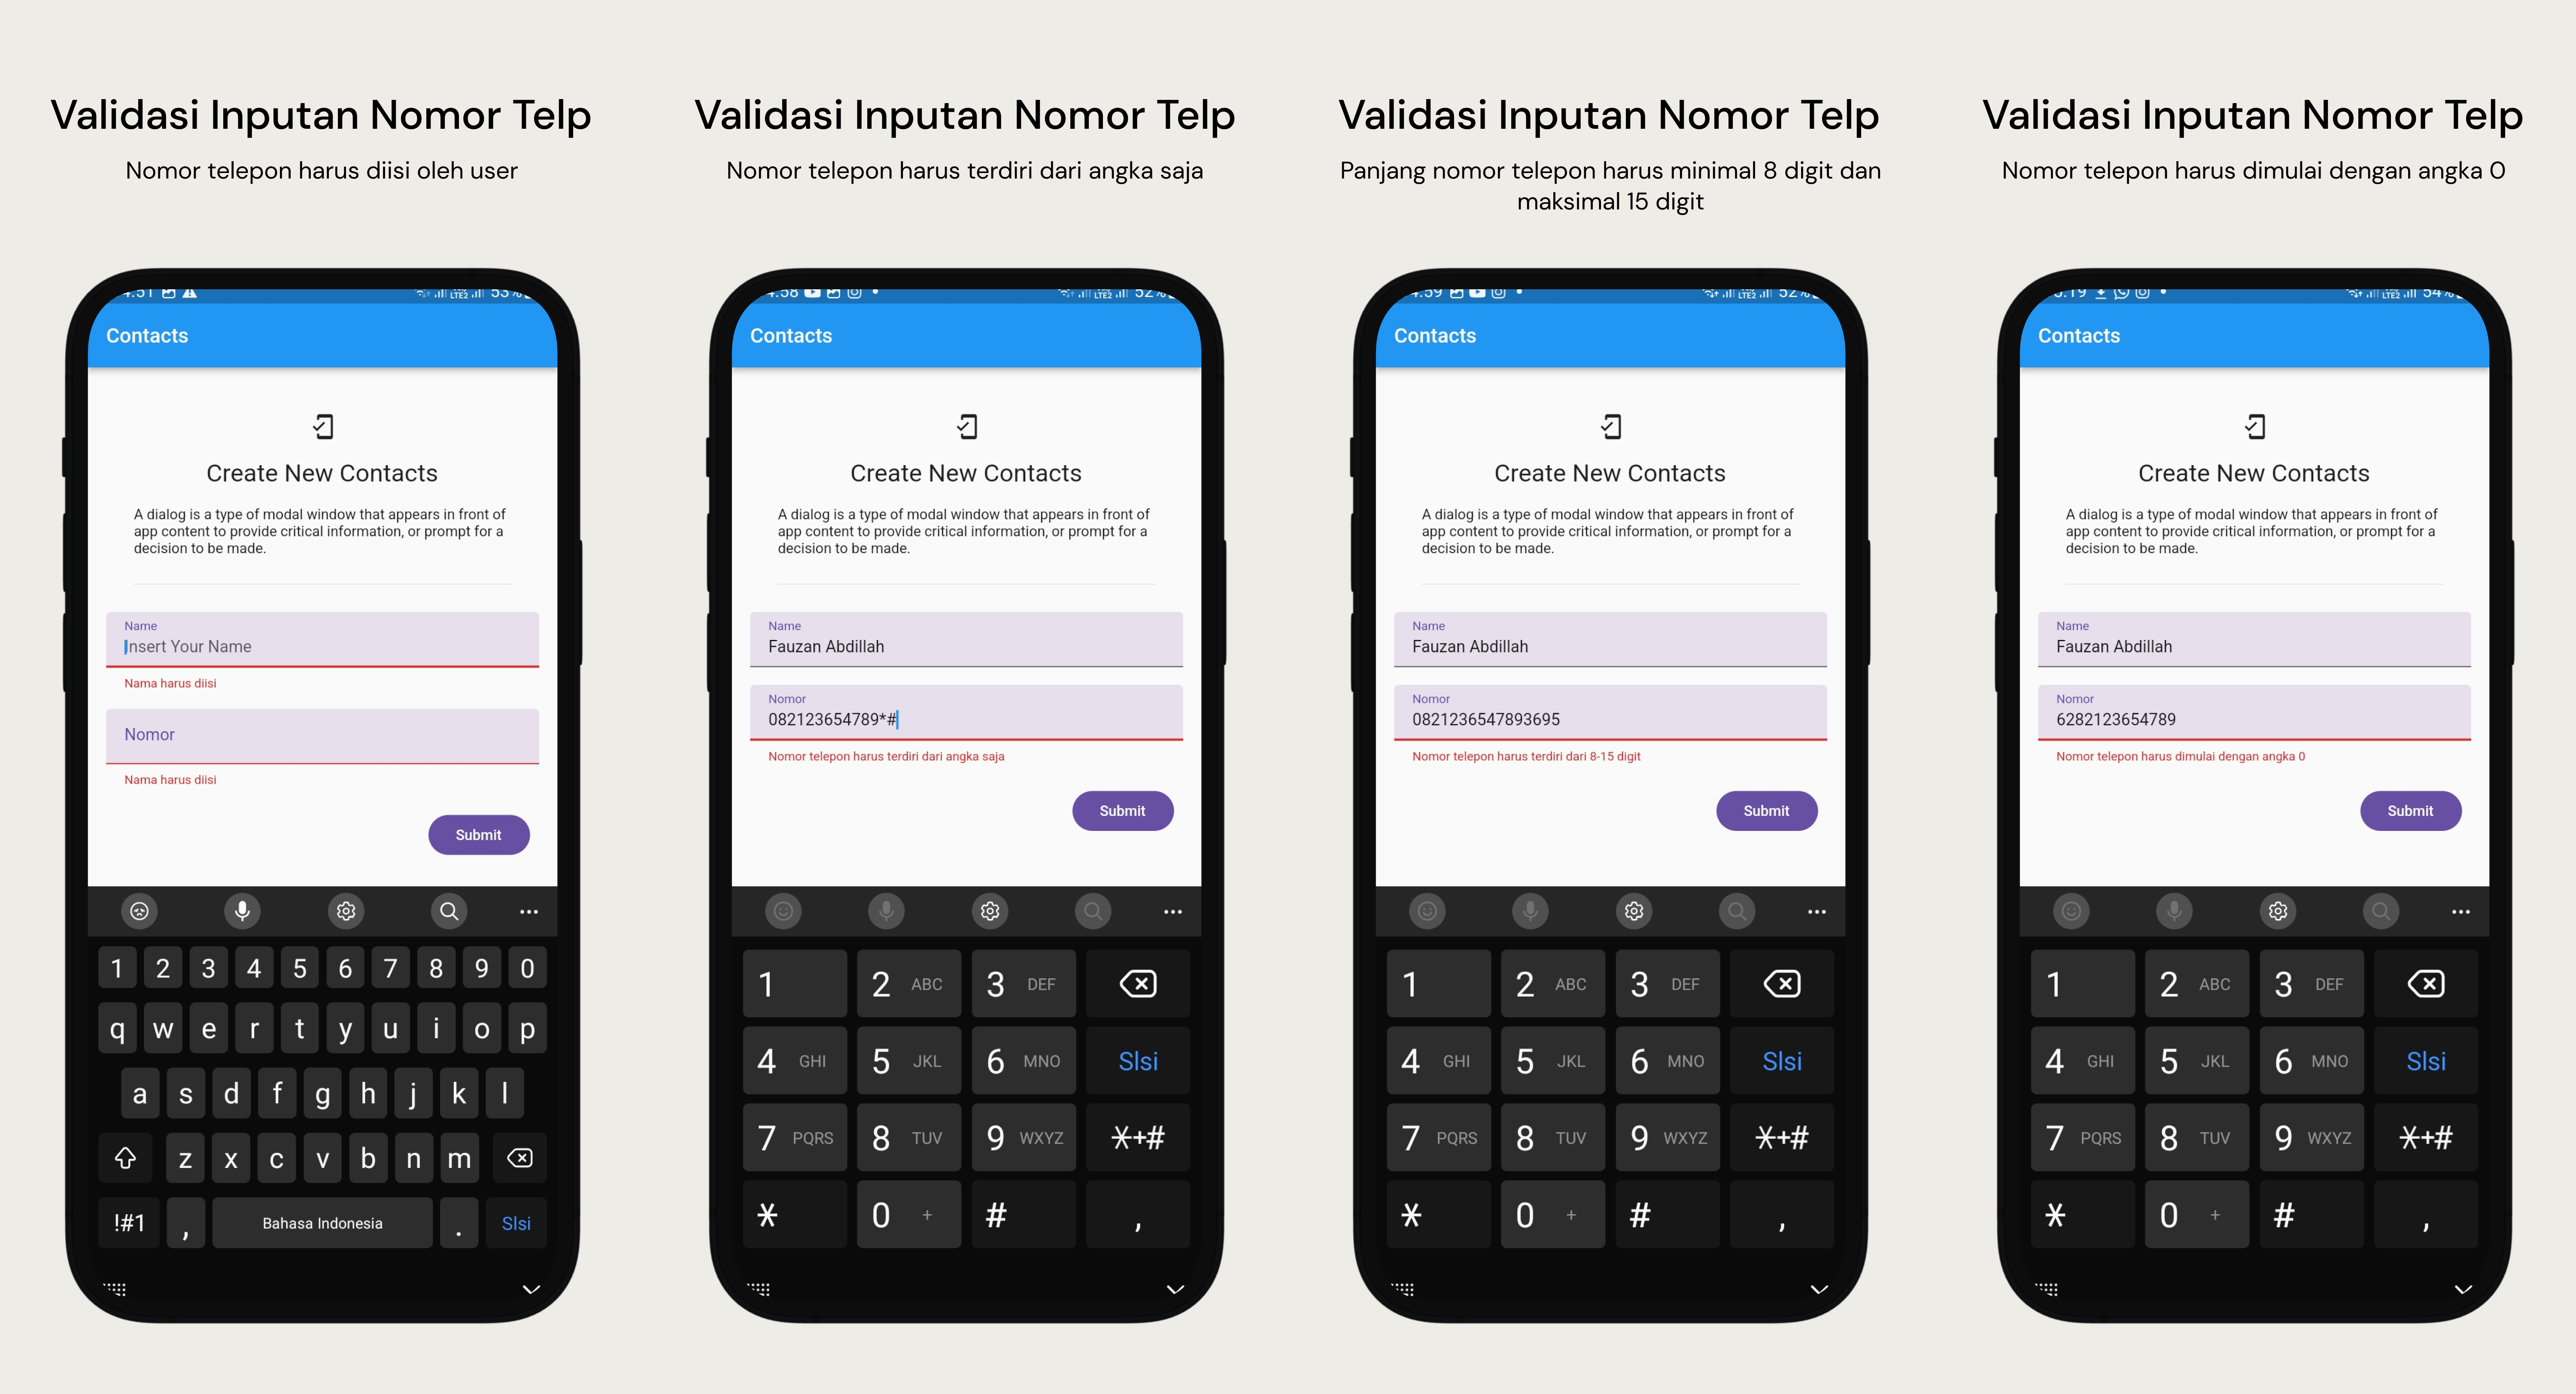 Validasi Inputan Nomor Telp
Nomor telepon harus diisi oleh user
53%
Contacts
Create New Contacts
A dialog is a type of modal window that appears in front of
app content to provide critical information, or prompt for a
decision to be made.
Name
Insert Your Name
Nama harus diisi
Nomor
Nama harus diisi
Submit
1 2 3 4 5 6 7 8 9 0
q w e r t y u i o p
a s d f g h j k l
z x c v b n m
!#1 , Bahasa Indonesia . Slsi
Validasi Inputan Nomor Telp
Nomor telepon harus terdiri dari angka saja
52%
Contacts
Create New Contacts
A dialog is a type of modal window that appears in front of
app content to provide critical information, or prompt for a
decision to be made.
Name
Fauzan Abdillah
Nomor
082123654789*#
Nomor telepon harus terdiri dari angka saja
Submit
1 2 ABC 3 DEF
4 GHI 5 JKL 6 MNO Slsi
7 PQRS 8 TUV 9 WXYZ *+#
* 0 + # ,
Validasi Inputan Nomor Telp
Panjang nomor telepon harus minimal 8 digit dan
maksimal 15 digit
52%
Contacts
Create New Contacts
A dialog is a type of modal window that appears in front of
app content to provide critical information, or prompt for a
decision to be made.
Name
Fauzan Abdillah
Nomor
0821236547893695
Nomor telepon harus terdiri dari 8-15 digit
Submit
1 2 ABC 3 DEF
4 GHI 5 JKL 6 MNO Slsi
7 PQRS 8 TUV 9 WXYZ *+#
* 0 + # ,
Validasi Inputan Nomor Telp
Nomor telepon harus dimulai dengan angka 0
54%
Contacts
Create New Contacts
A dialog is a type of modal window that appears in front of
app content to provide critical information, or prompt for a
decision to be made.
Name
Fauzan Abdillah
Nomor
6282123654789
Nomor telepon harus dimulai dengan angka 0
Submit
1 2 ABC 3 DEF
4 GHI 5 JKL 6 MNO Slsi
7 PQRS 8 TUV 9 WXYZ *+#
* 0 + # ,